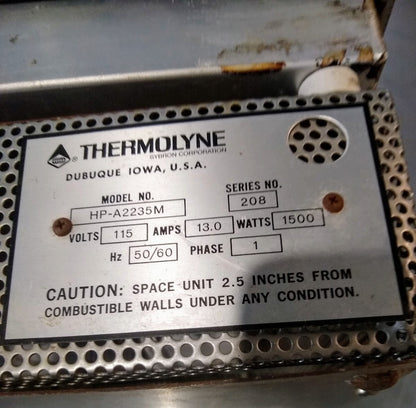 THERMOLYNE
SYBRON CORPORATION
DUBUQUE IOWA, U.S.A.
MODEL NO. SERIES NO.
HP-A2235M 208
VOLTS 115 AMPS 13.0 WATTS 1500
Hz 50/60 PHASE 1
CAUTION: SPACE UNIT 2.5 INCHES FROM
COMBUSTIBLE WALLS UNDER ANY CONDITION.